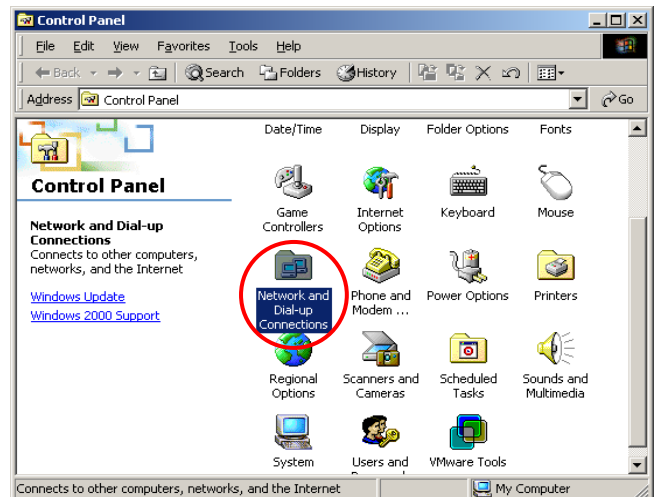 Control Panel
File Edit View Favorites Tools Help
Back Search Folders History
Address Control Panel Go
Date/Time Display Folder Options Fonts
Control Panel
Network and Dial-up
Connections
Connects to other computers,
networks, and the Internet
Windows Update
Windows 2000 Support
Game
Controllers
Internet
Options
Keyboard
Mouse
Network and
Dial-up
Connections
Phone and
Modem ...
Power Options
Printers
Regional
Options
Scanners and
Cameras
Scheduled
Tasks
Sounds and
Multimedia
System
Users and
VMware Tools
Connects to other computers, networks, and the Internet
My Computer